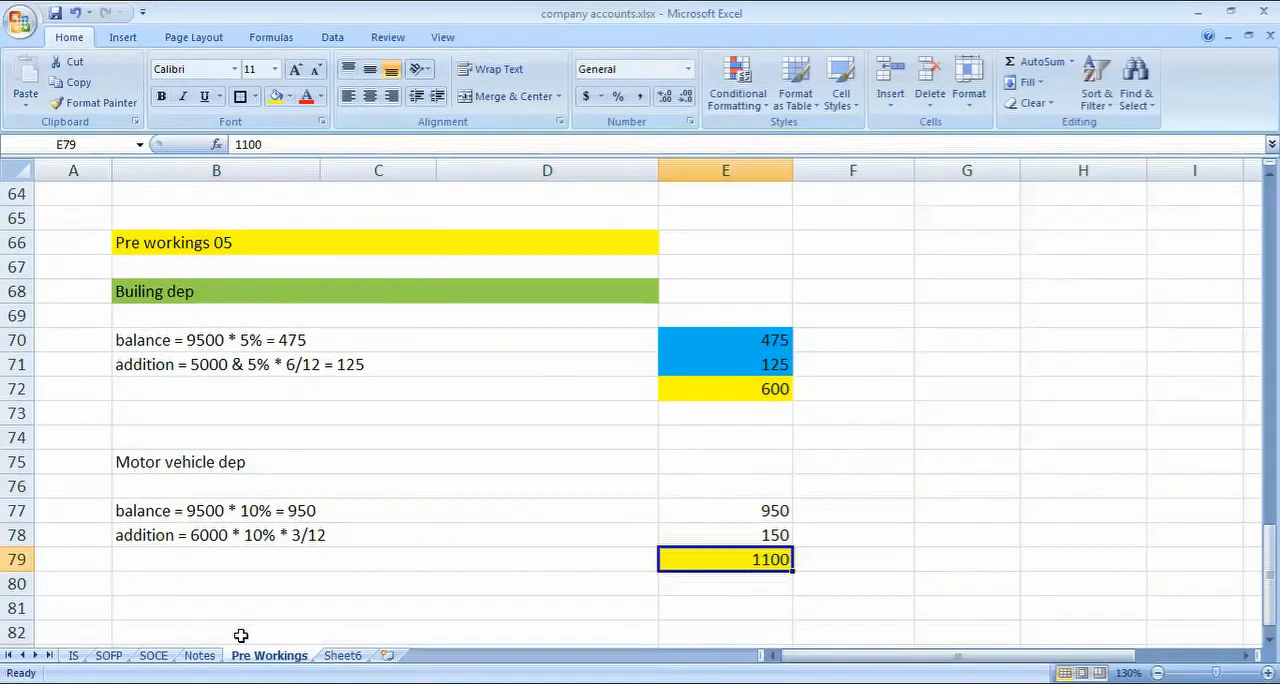 company accounts.xlsx - Microsoft Excel
Home Insert Page Layout Formulas Data Review View
Paste
Cut
Copy
Format Painter
Clipboard
Calibri 11
B I U
Font
Wrap Text
Merge & Center
Alignment
General
$ % ,
Number
Conditional Formatting
Format as Table
Cell Styles
Styles
Insert Delete Format
Cells
Σ AutoSum
Fill
Clear
Sort & Filter
Find & Select
Editing
E79 fx 1100
A B C D E F G H I
64
65
66 Pre workings 05
67
68 Builing dep
69
70 balance = 9500 * 5% = 475 475
71 addition = 5000 & 5% * 6/12 = 125 125
72 600
73
74
75 Motor vehicle dep
76
77 balance = 9500 * 10% = 950 950
78 addition = 6000 * 10% * 3/12 150
79 1100
80
81
82
IS SOFP SOCE Notes Pre Workings Sheet6
Ready 130%